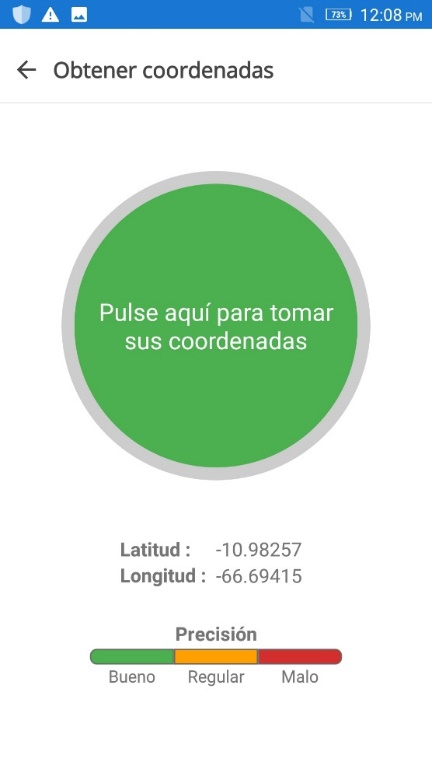 73% 12:08 PM
Obtener coordenadas
Pulse aquí para tomar
sus coordenadas
Latitud : -10.98257
Longitud : -66.69415
Precisión
Bueno Regular Malo